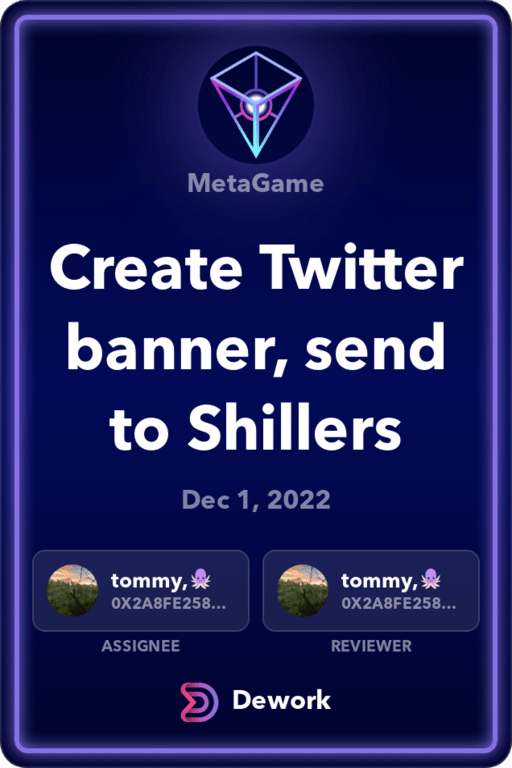 MetaGame
Create Twitter
banner, send
to Shillers
Dec 1, 2022
tommy,🐙
0X2A8FE258...
ASSIGNEE
tommy,🐙
0X2A8FE258...
REVIEWER
Dework